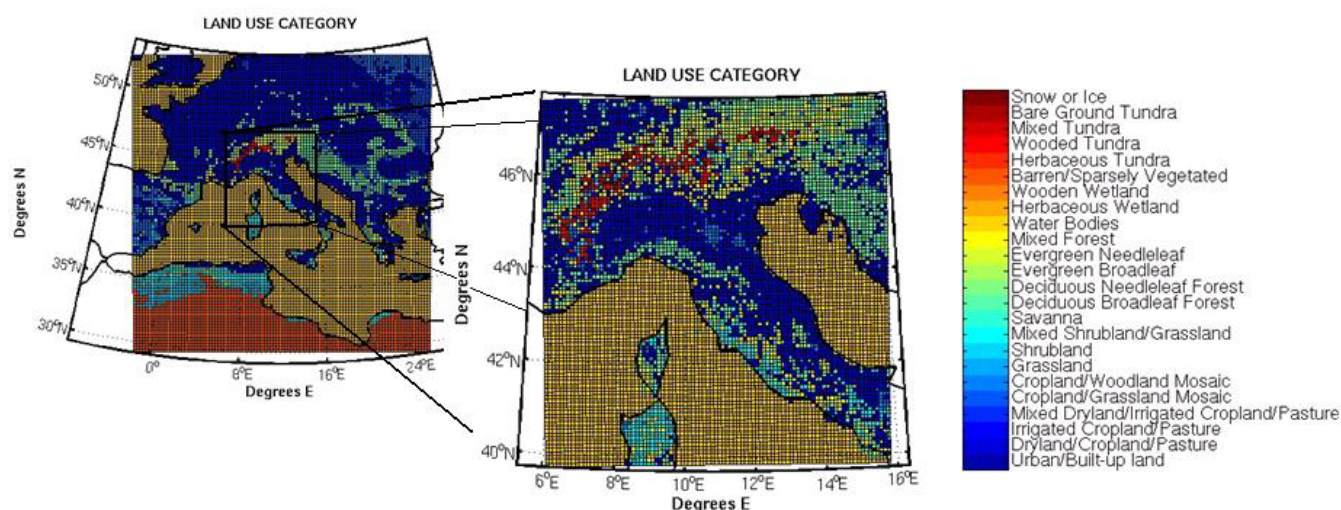 LAND USE CATEGORY
50°N
45°N
40°N
35°N
30°N
Degrees N
0°
8°E
16°E
24°E
Degrees E
LAND USE CATEGORY
46°N
44°N
42°N
40°N
Degrees N
6°E
8°E
10°E
12°E
14°E
16°E
Degrees E
Snow or Ice
Bare Ground Tundra
Mixed Tundra
Wooded Tundra
Herbaceous Tundra
Barren/Sparsely Vegetated
Wooden Wetland
Herbaceous Wetland
Water Bodies
Mixed Forest
Evergreen Needleleaf
Evergreen Broadleaf
Deciduous Needleleaf Forest
Deciduous Broadleaf Forest
Savanna
Mixed Shrubland/Grassland
Shrubland
Grassland
Cropland/Woodland Mosaic
Cropland/Grassland Mosaic
Mixed Dryland/Irrigated Cropland/Pasture
Irrigated Cropland/Pasture
Dryland/Cropland/Pasture
Urban/Built-up land